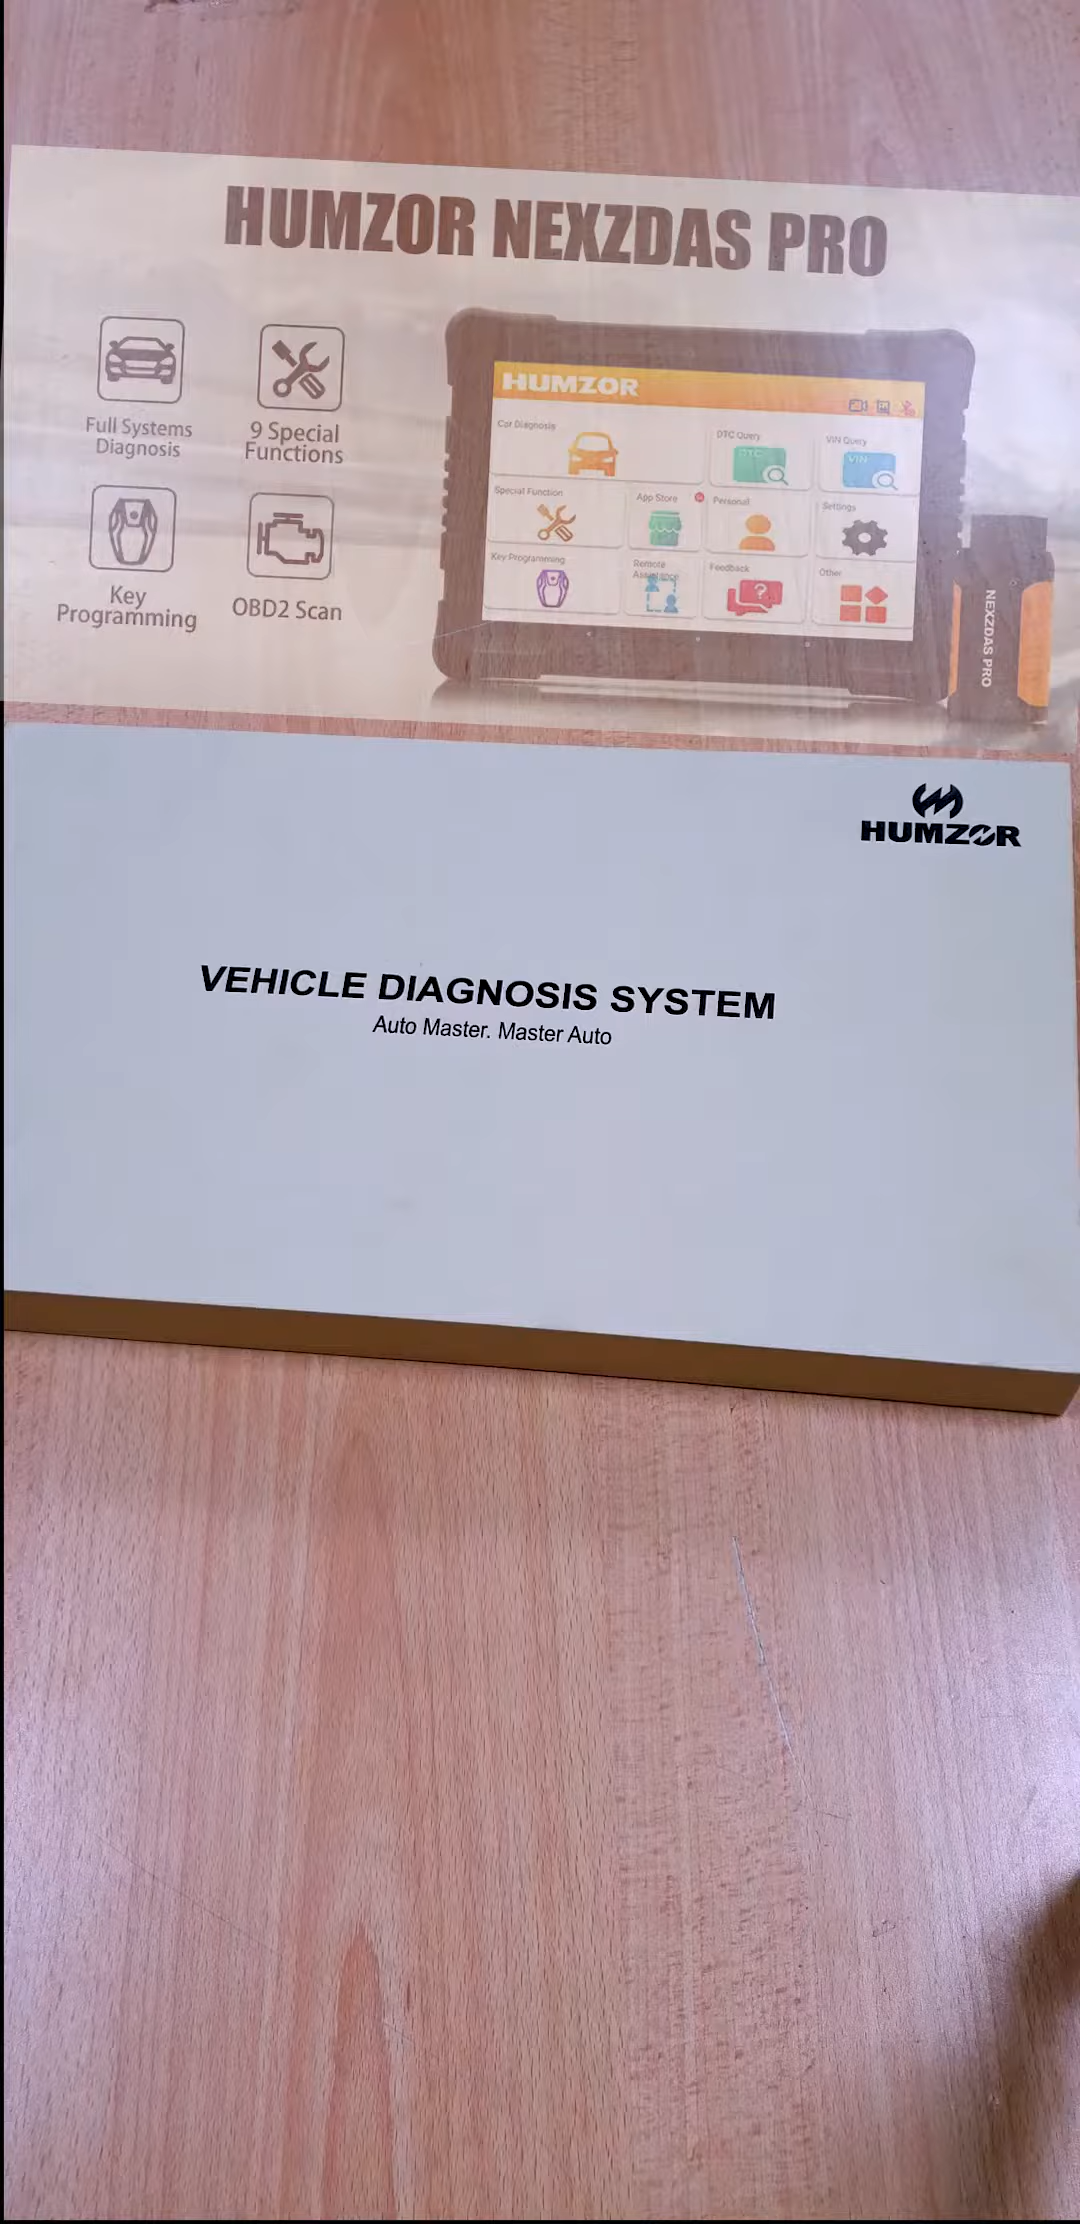 HUMZOR NEXZDAS PRO
Full Systems
Diagnosis
9 Special
Functions
Key
Programming
OBD2 Scan
HUMZOR
Car Diagnosis
DTC Query
DTC
VIN Query
VIN
Special Function
App Store
Personal
Settings
Key Programming
Remote
Assistance
Feedback
Other
NEXZDAS PRO
HUMZOR
VEHICLE DIAGNOSIS SYSTEM
Auto Master. Master Auto